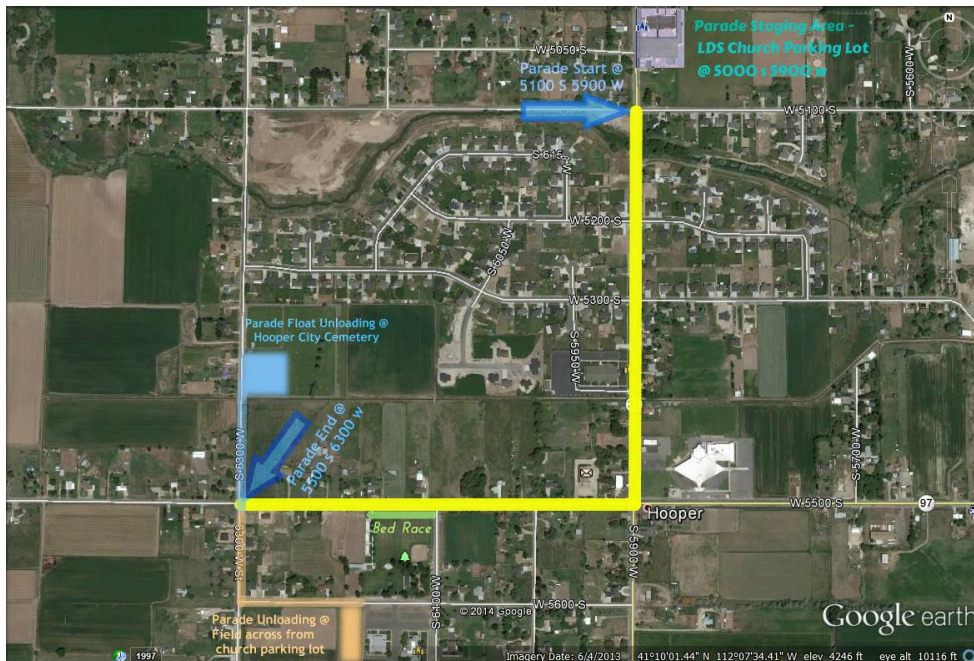 N
Parade Staging Area -
LDS Church Parking Lot
@ 5000 s 5900 w
W 5050 S
S 5600 W
Parade Start @
5100 S 5900 W
W 5100 S
S 615
W 5200 S
S 6050 W
W 5300 S
S 5950 W
Parade Float Unloading @
Hooper City Cemetery
S 6300 W
Parade End @
5500 s 6300 w
S 5700 W
W 5500 S
97
Hooper
Bed Race
S 5900 W
S 6300 W
S 6100 W
© 2014 Google
W 5600 S
Parade Unloading @
Field across from
church parking lot
Google earth
1997
Imagery Date: 6/4/2013 41°10'01.44" N 112°07'34.41" W elev 4246 ft eye alt 10116 ft